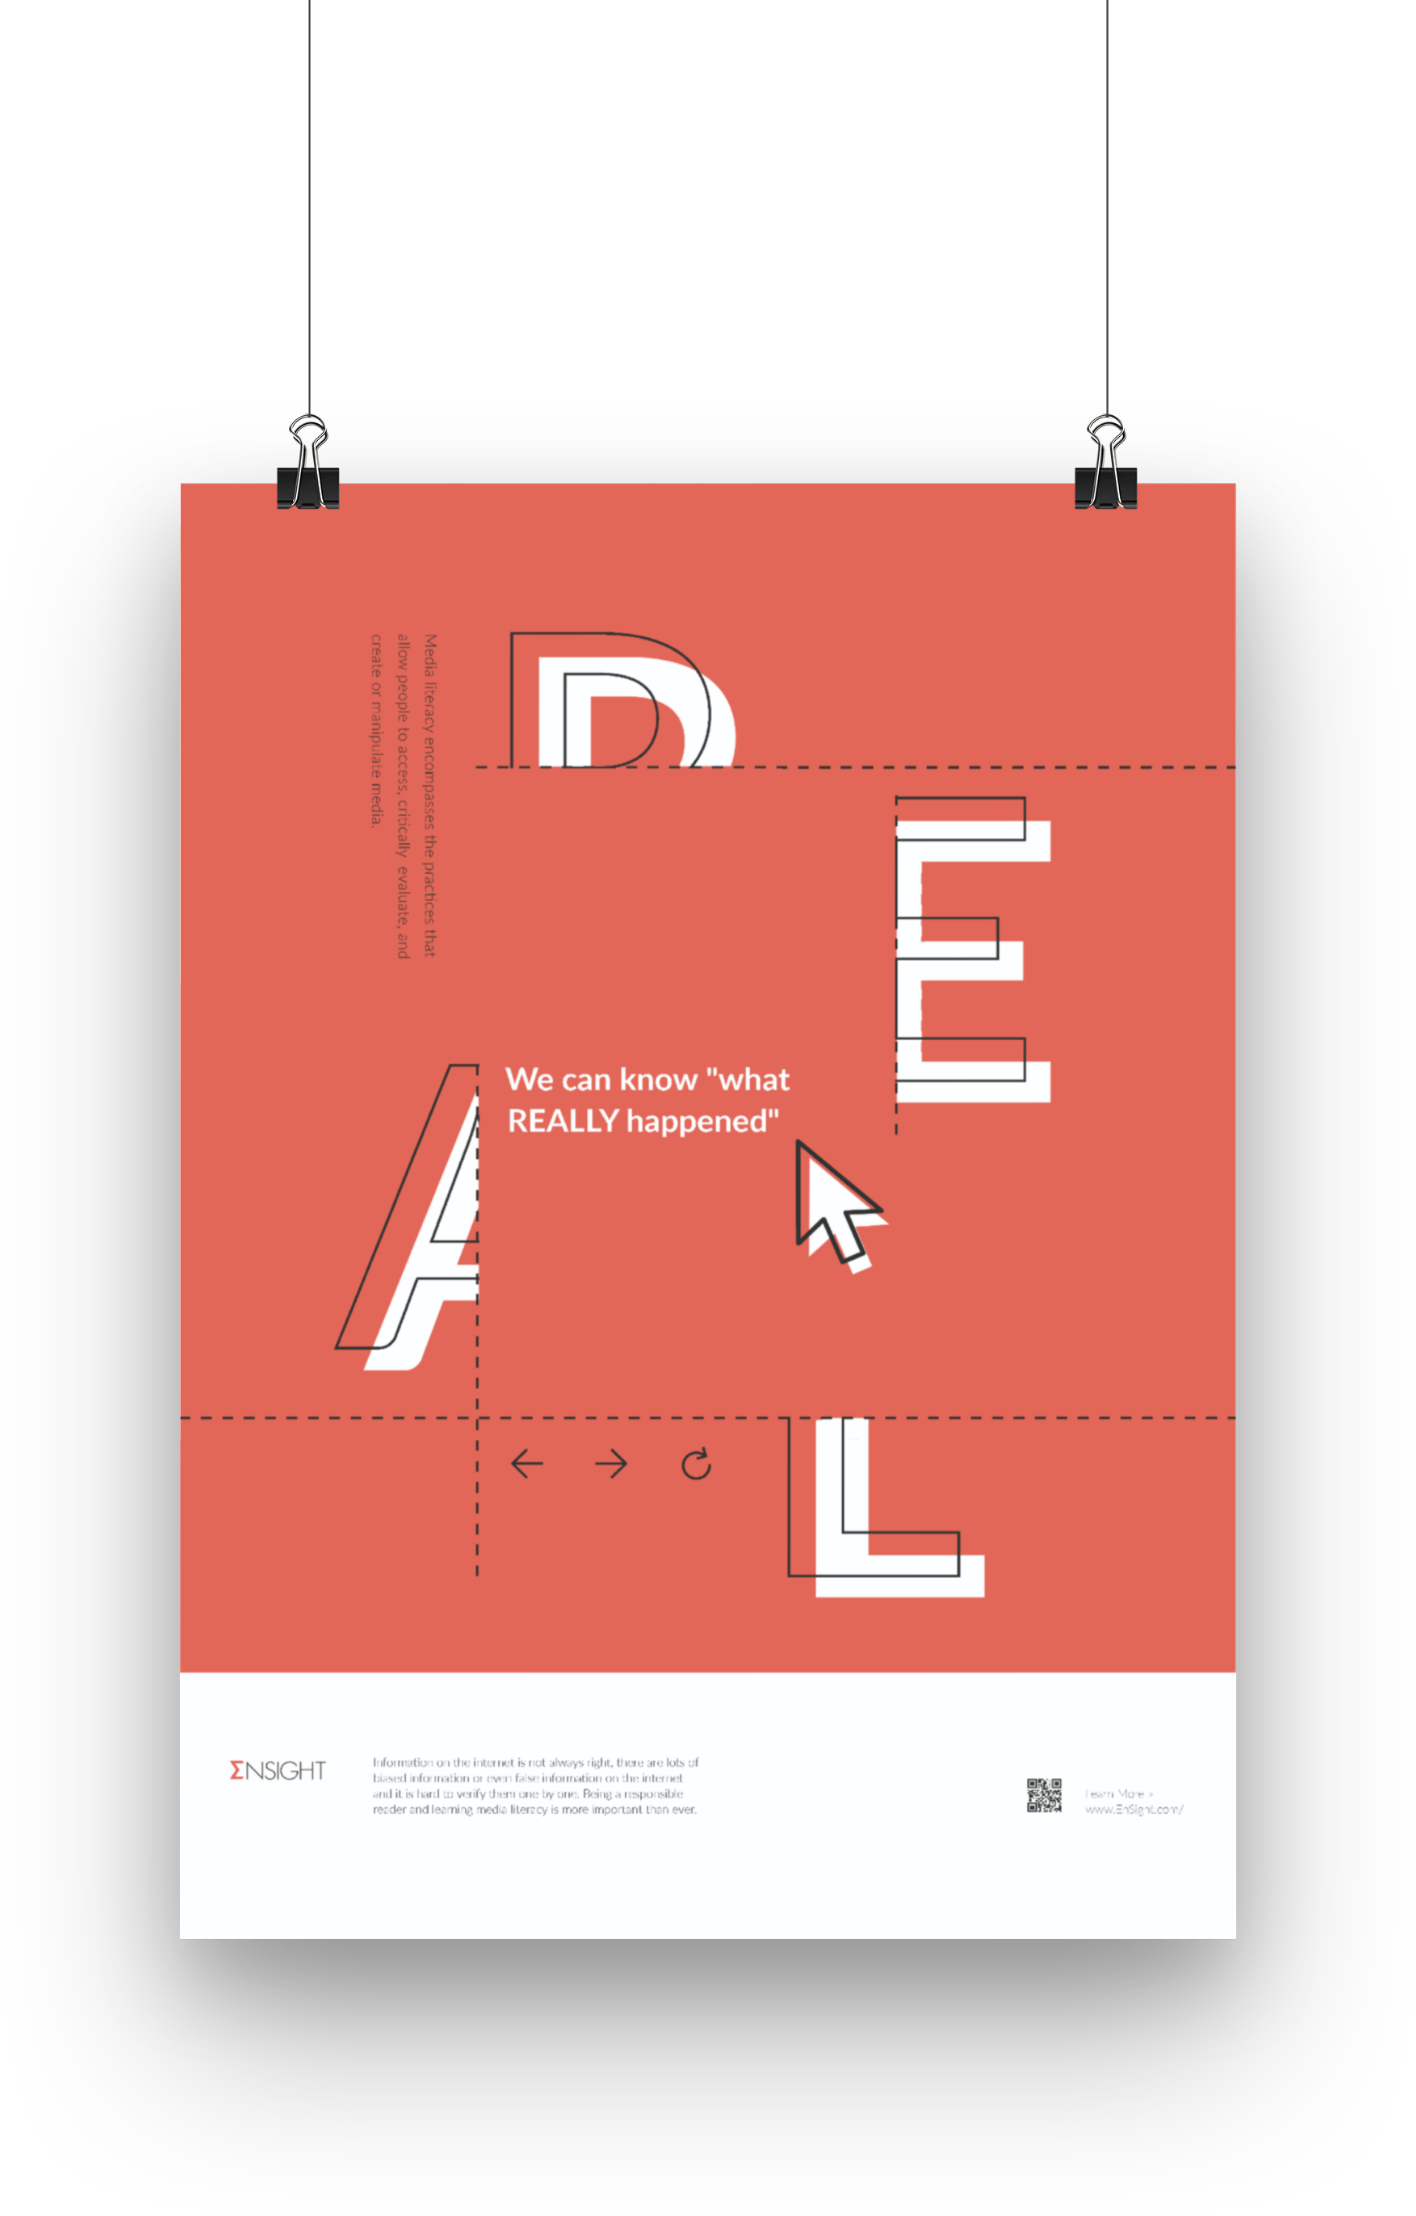 R
Media literacy encompasses the practices that
allow people to access, critically evaluate, and
create or manipulate media.
E
A
We can know "what
REALLY happened"
L
ΣNSIGHT
Information on the internet is not always right, there are lots of
biased information or even false information on the internet
and it is hard to verify them one by one. Being a responsible
reader and learning media literacy is more important than ever.
Learn More »
www.EnSight.com/